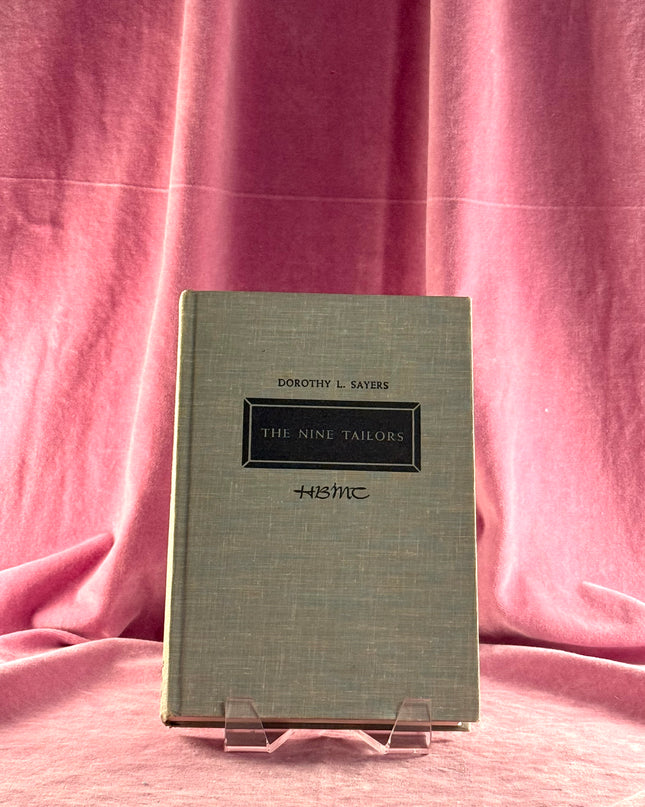 DOROTHY L. SAYERS
THE NINE TAILORS
HBMC